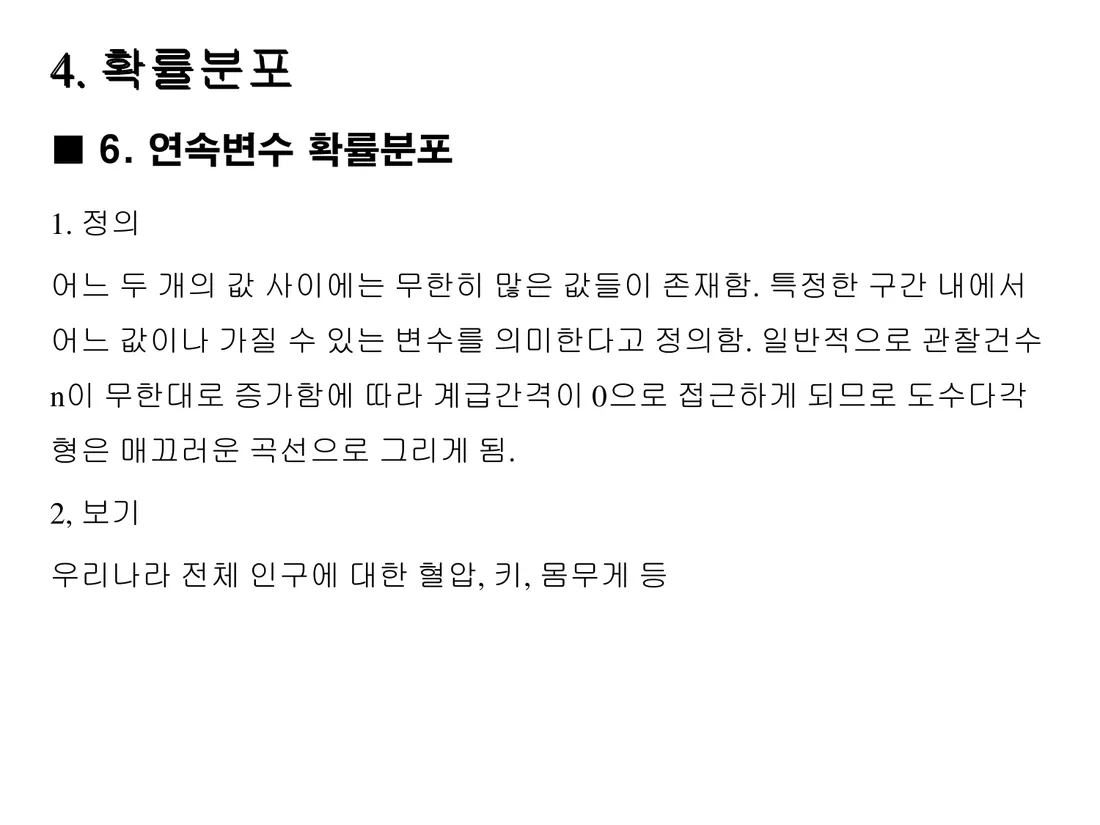 4. 확률분포
■ 6. 연속변수 확률분포
1. 정의
어느 두 개의 값 사이에는 무한히 많은 값들이 존재함. 특정한 구간 내에서
어느 값이나 가질 수 있는 변수를 의미한다고 정의함. 일반적으로 관찰건수
n이 무한대로 증가함에 따라 계급간격이 0으로 접근하게 되므로 도수다각
형은 매끄러운 곡선으로 그리게 됨.
2, 보기
우리나라 전체 인구에 대한 혈압, 키, 몸무게 등